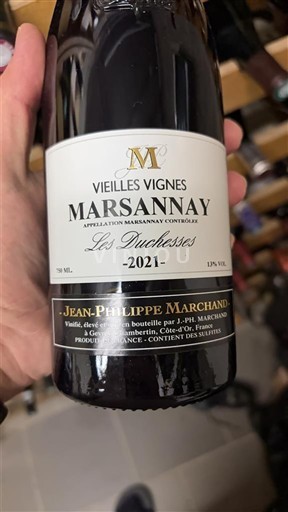 M
VIEILLES VIGNES
MARSANNAY
APPELLATION MARSANNAY CONTRÔLÉE
Les Duchesses
-2021-
750 ML. 13% VOL.
- JEAN-PHILIPPE MARCHAND -
Vinifié, élevé et mis en bouteille par J.-PH. MARCHAND
à Gevrey-Chambertin, Côte-d'Or, France
PRODUIT DE FRANCE - CONTIENT DES SULFITES